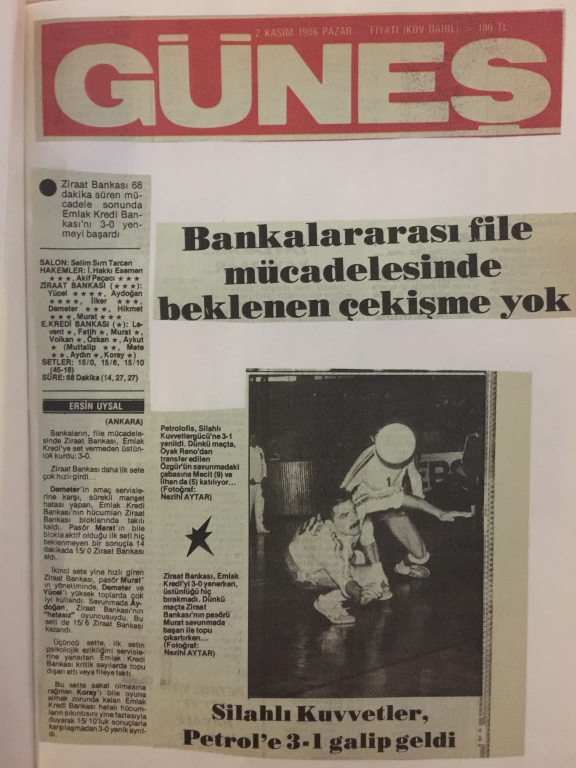 2 KASIM 1986 PAZAR FİYATI (KDV DAHİL) 100 TL
GÜNEŞ
Ziraat Bankası 68
dakika süren mü-
cadele sonunda
Emlak Kredi Ban-
kası'nı 3-0 yen-
meyi başardı
Bankalararası file
mücadelesinde
beklenen çekişme yok
SALON: Selim Sırrı Tarcan
HAKEMLER: İ.Hakkı Esemen
★★★, Akif Paçacı ★★★
ZİRAAT BANKASI (★★★):
Yücel ★★★★, Aydoğan
★★★★, İlker ★★★,
Demeter ★★★, Hikmet
★★★, Murat ★★★
E.KREDİ BANKASI (★): Le-
vent ★, Fatih ★, Murat ★,
Volkan ★, Özkan ★, Aykut
★ (Muttalip ★★, Mete
★★, Aydın ★, Koray ★)
SETLER: 15/0, 15/6, 15/10
(45-16)
SÜRE: 68 Dakika (14, 27, 27)
ERSİN UYSAL
(ANKARA)
Bankaların, file mücadele-
sinde Ziraat Bankası, Emlak
Kredi'ye set vermeden üstün-
lük kurdu: 3-0.
Ziraat Bankası daha ilk sete
çok hızlı girdi...
Demeter'in smaç servisle-
rine karşı, sürekli manşet
hatası yapan, Emlak Kredi
Bankası'nın hücumları Ziraat
Bankası bloklarında takılı
kaldı. Pasör Murat'ın bile
blokla aktif olduğu ilk seti hiç
beklenmeyen bir sonuçla 14
dakikada 15/0 Ziraat Bankası
aldı.
İkinci sete yine hızlı giren
Ziraat Bankası, pasör Murat'
ın yönetiminde, Demeter ve
Yücel'i yüksek toplarda çok
iyi kullandı. Savunmada Ay-
doğan, Ziraat Bankası'nın
"hatasız" oyuncusuydu. Bu
seti de 15/6 Ziraat Bankası
kazandı.
Üçüncü sette, ilk setin
psikolojik ezikliğini servisle-
rine yansıtan Emlak Kredi
Bankası kritik sayılarda topu
dışarı attı veya fileye taktı.
Bu sette sakat olmasına
rağmen Koray'ı bile oyuna
almak zorunda kalan Emlak
Kredi Bankası hatalı hücum-
ların sıkıntısını yine fazlasıyla
duyarak 15/10'luk sonuçlarla
karşılaşmadan 3-0 yenik ayrıl-
dı.
Petrolofis, Silahlı
Kuvvetlergücü'ne 3-1
yenildi. Dünkü maçta,
Oyak Reno'dan
transfer edilen
Özgür'ün savunmadaki
çabasına Mecit (9) ve
İlhan da (5) katılıyor...
(Fotoğraf:
Nezihi AYTAR)
Ziraat Bankası, Emlak
Kredi'yi 3-0 yenerken,
üstünlüğü hiç
bırakmadı. Dünkü
maçta Ziraat
Bankası'nın pasörü
Murat savunmada
başarı ile topu
çıkartırken...
(Fotoğraf:
Nezihi AYTAR)
Silahlı Kuvvetler,
Petrol'e 3-1 galip geldi